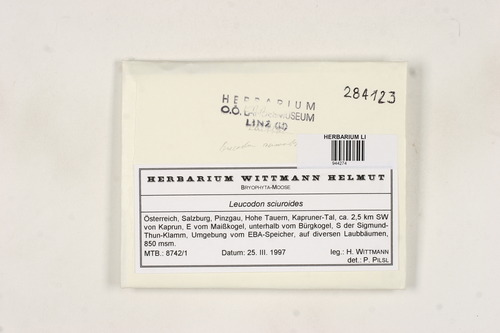 284123
HERBARIUM
O.Ö. LANDESMUSEUM
LINZ
HERBARIUM LI
944274
Leucodon
HERBARIUM WITTMANN HELMUT
BRYOPHYTA-MOOSE
Leucodon sciuroides
Österreich, Salzburg, Pinzgau, Hohe Tauern, Kapruner-Tal, ca. 2,5 km SW
von Kaprun, E vom Maißkogel, unterhalb vom Bürgkogel, S der Sigmund-
Thun-Klamm, Umgebung vom EBA-Speicher, auf diversen Laubbäumen,
850 msm.
MTB.: 8742/1 Datum: 25. III. 1997 leg.: H. WITTMANN
det.: P. PILSL